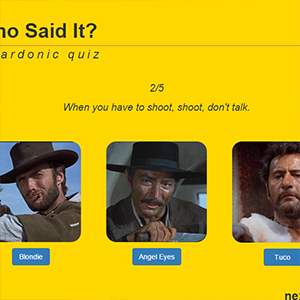 no Said It?
ardonic quiz
2/5
When you have to shoot, shoot, don't talk.
Blondie
Angel Eyes
Tuco
ne